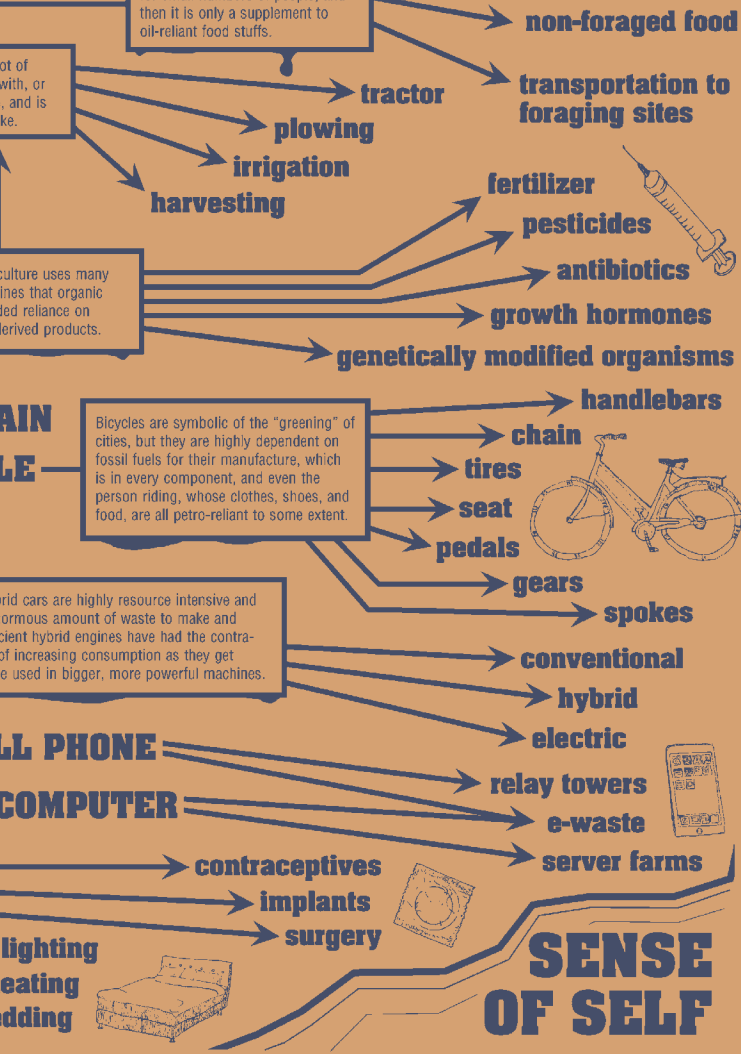 then it is only a supplement to
oil-reliant food stuffs.
non-foraged food
transportation to
foraging sites
ot of
with, or
, and is
ke.
tractor
plowing
irrigation
harvesting
fertilizer
pesticides
antibiotics
growth hormones
genetically modified organisms
culture uses many
ines that organic
ded reliance on
derived products.
AIN
LE
Bicycles are symbolic of the “greening” of
cities, but they are highly dependent on
fossil fuels for their manufacture, which
is in every component, and even the
person riding, whose clothes, shoes, and
food, are all petro-reliant to some extent.
handlebars
chain
tires
seat
pedals
gears
spokes
rid cars are highly resource intensive and
ormous amount of waste to make and
cient hybrid engines have had the contra-
of increasing consumption as they get
e used in bigger, more powerful machines.
conventional
hybrid
electric
LL PHONE
COMPUTER
relay towers
e-waste
server farms
contraceptives
implants
surgery
lighting
eating
edding
SENSE
OF SELF